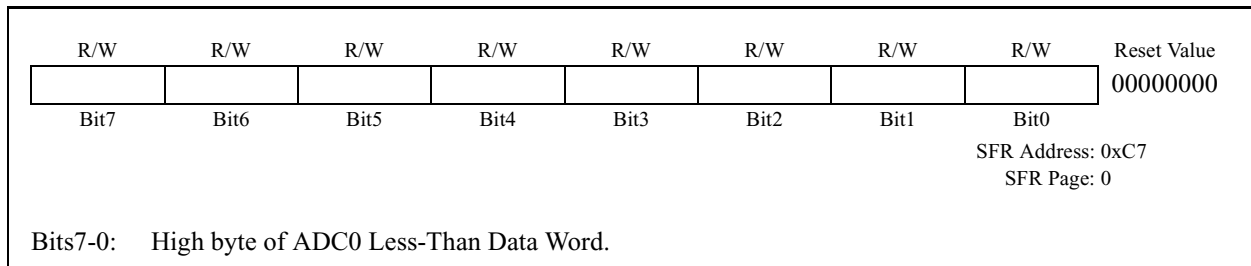 R/W R/W R/W R/W R/W R/W R/W R/W Reset Value
00000000
Bit7 Bit6 Bit5 Bit4 Bit3 Bit2 Bit1 Bit0
SFR Address: 0xC7
SFR Page: 0
Bits7-0: High byte of ADC0 Less-Than Data Word.